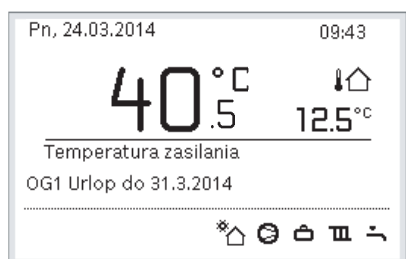 Pn, 24.03.2014 09:43
40.5 °C
12.5°C
Temperatura zasilania
OG1 Urlop do 31.3.2014